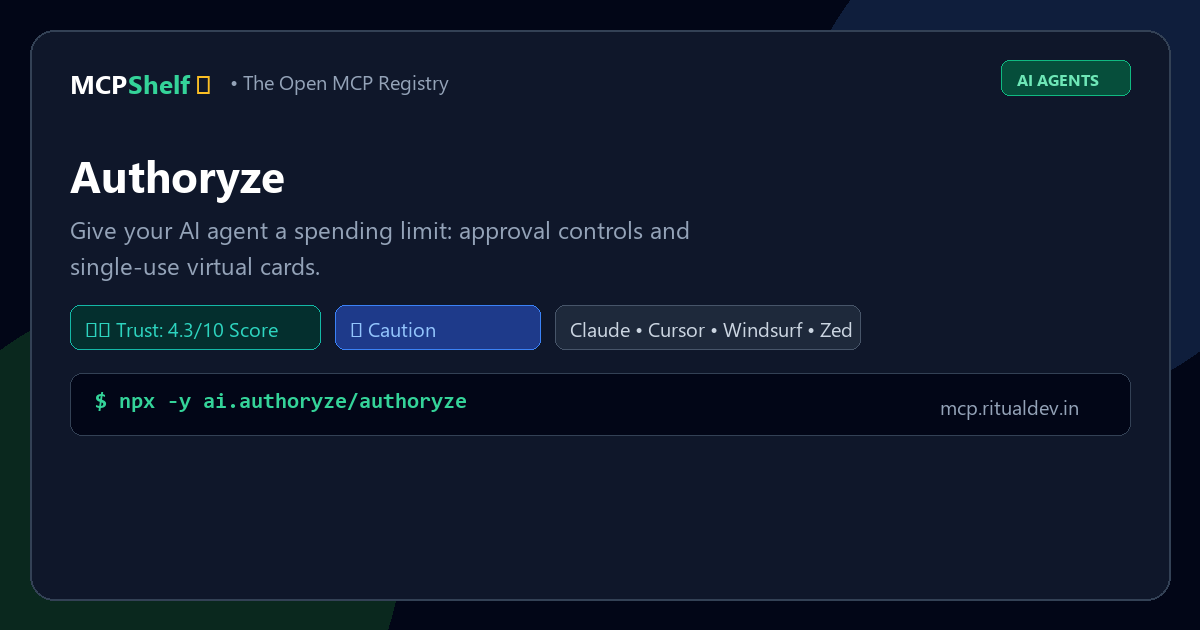 MCPShelf • The Open MCP Registry
AI AGENTS
Authoryze
Give your AI agent a spending limit: approval controls and
single-use virtual cards.
Trust: 4.3/10 Score
Caution
Claude • Cursor • Windsurf • Zed
$ npx -y ai.authoryze/authoryze
mcp.ritualdev.in